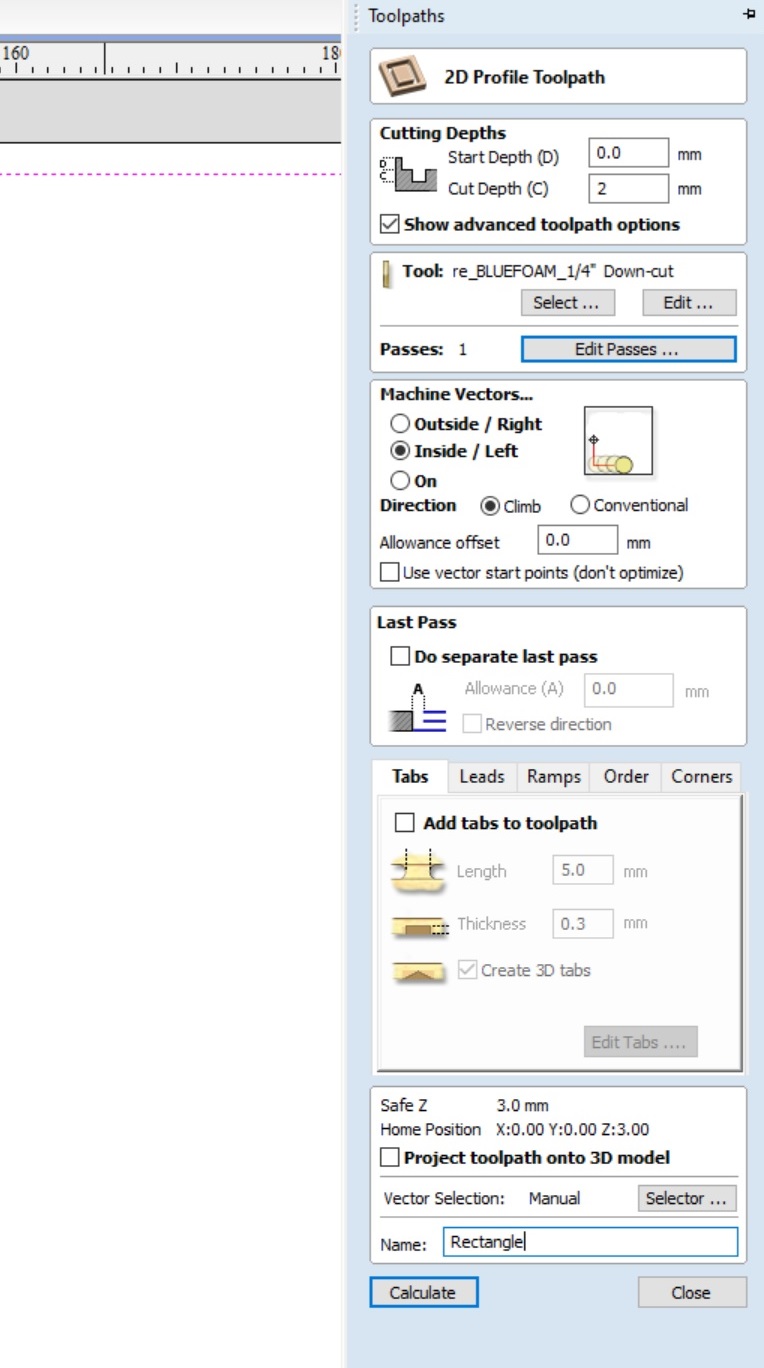 Toolpaths
160
18
2D Profile Toolpath
Cutting Depths
D
C
Start Depth (D) 0.0 mm
Cut Depth (C) 2 mm
Show advanced toolpath options
Tool: re_BLUEFOAM_1/4" Down-cut
Select ... Edit ...
Passes: 1 Edit Passes ...
Machine Vectors...
Outside / Right
Inside / Left
On
Direction Climb Conventional
Allowance offset 0.0 mm
Use vector start points (don't optimize)
Last Pass
Do separate last pass
A Allowance (A) 0.0 mm
Reverse direction
Tabs Leads Ramps Order Corners
Add tabs to toolpath
Length 5.0 mm
Thickness 0.3 mm
Create 3D tabs
Edit Tabs ....
Safe Z 3.0 mm
Home Position X:0.00 Y:0.00 Z:3.00
Project toolpath onto 3D model
Vector Selection: Manual Selector ...
Name: Rectangle
Calculate Close